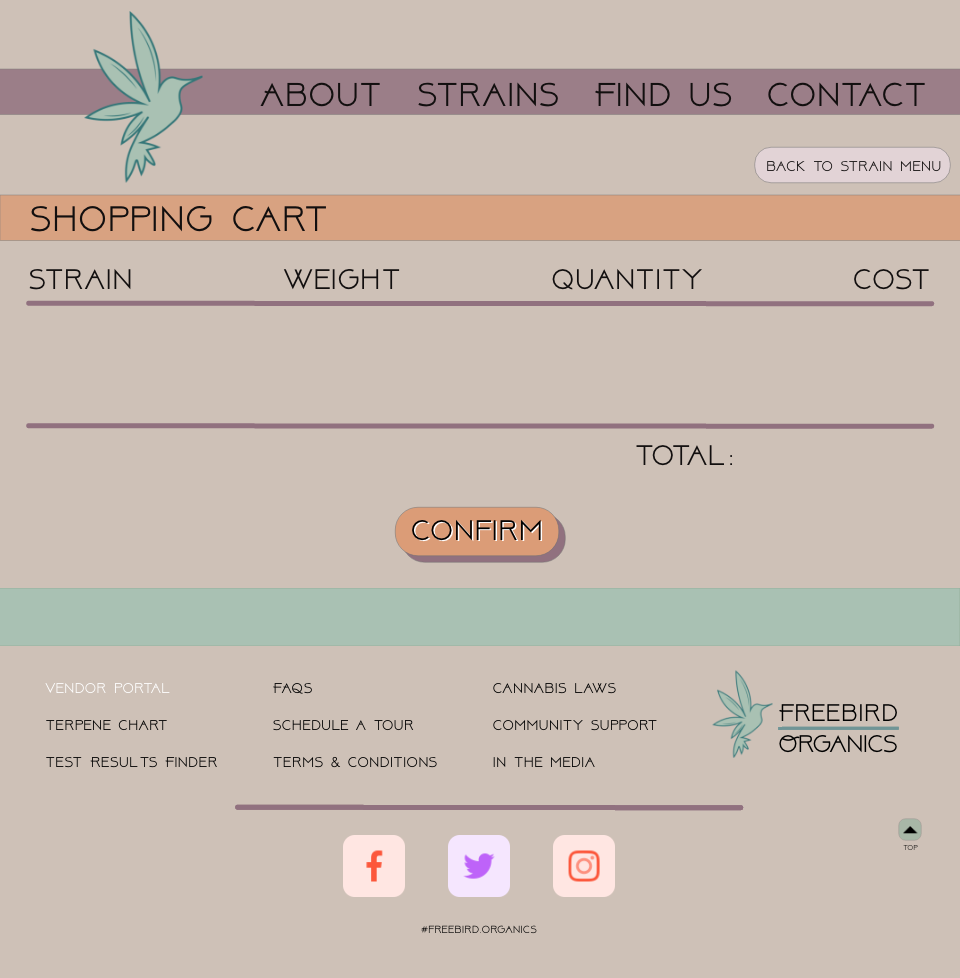 ABOUT STRAINS FIND US CONTACT
BACK TO STRAIN MENU
SHOPPING CART
STRAIN WEIGHT QUANTITY COST
TOTAL:
CONFIRM
VENDOR PORTAL FAQS CANNABIS LAWS
TERPENE CHART SCHEDULE A TOUR COMMUNITY SUPPORT
TEST RESULTS FINDER TERMS & CONDITIONS IN THE MEDIA
FREEBIRD
ORGANICS
TOP
#FREEBIRD.ORGANICS